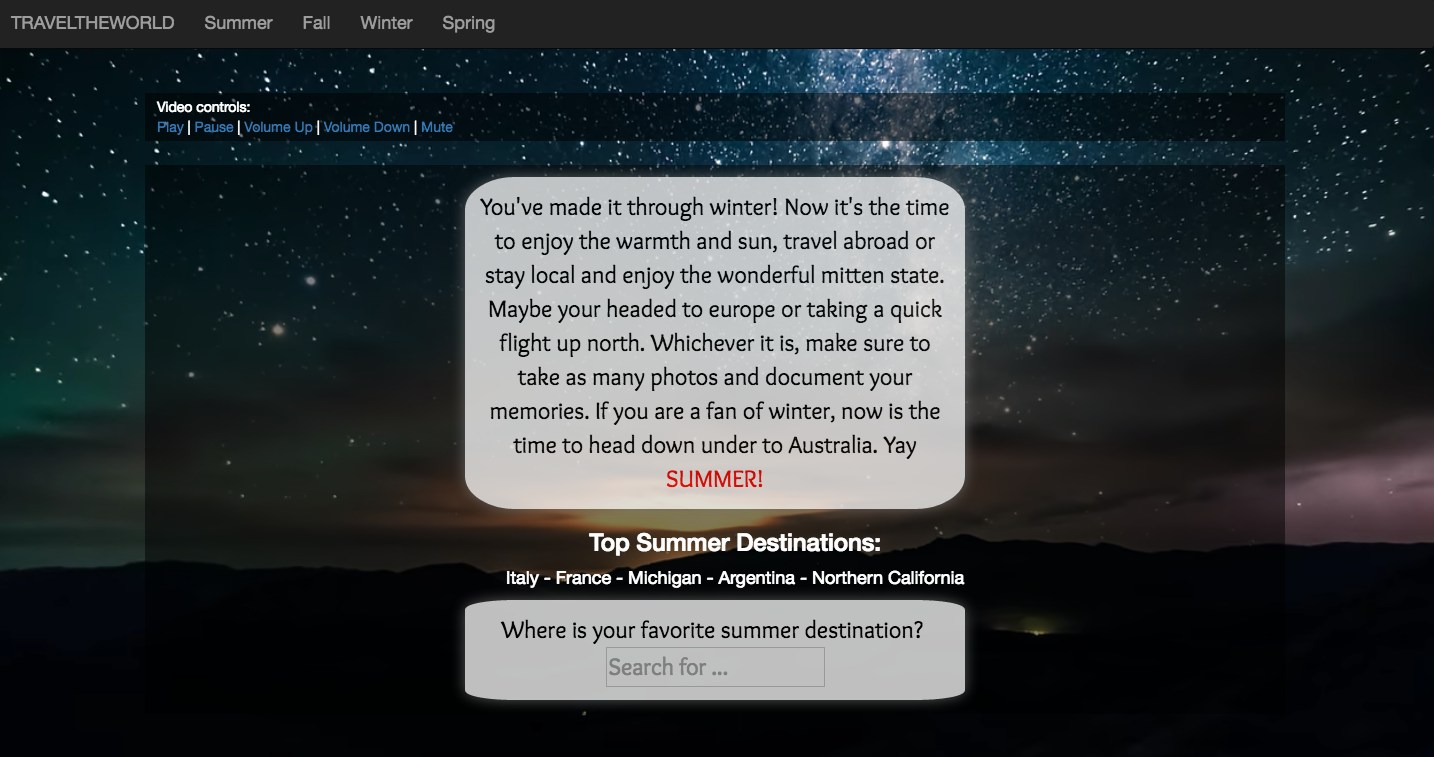 TRAVELTHEWORLD Summer Fall Winter Spring
Video controls:
Play | Pause | Volume Up | Volume Down | Mute
You've made it through winter! Now it's the time
to enjoy the warmth and sun, travel abroad or
stay local and enjoy the wonderful mitten state.
Maybe your headed to europe or taking a quick
flight up north. Whichever it is, make sure to
take as many photos and document your
memories. If you are a fan of winter, now is the
time to head down under to Australia. Yay
SUMMER!
Top Summer Destinations:
Italy - France - Michigan - Argentina - Northern California
Where is your favorite summer destination?
Search for ...